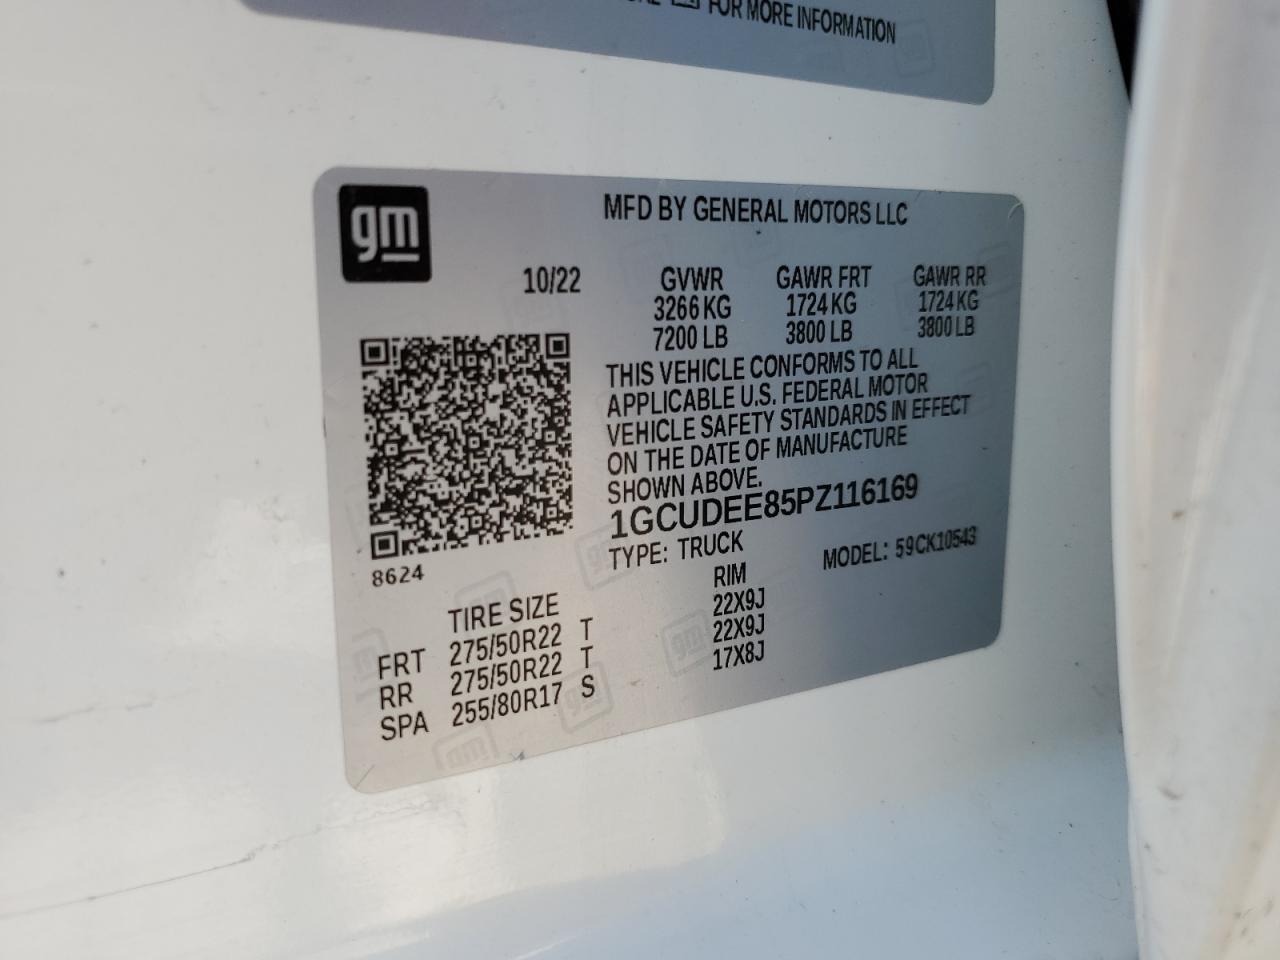 FOR MORE INFORMATION
gm
MFD BY GENERAL MOTORS LLC
10/22 GVWR GAWR FRT GAWR RR
3266 KG 1724 KG 1724 KG
7200 LB 3800 LB 3800 LB
THIS VEHICLE CONFORMS TO ALL
APPLICABLE U.S. FEDERAL MOTOR
VEHICLE SAFETY STANDARDS IN EFFECT
ON THE DATE OF MANUFACTURE
SHOWN ABOVE.
1GCUDEE85PZ116169
TYPE: TRUCK MODEL: 59CK10543
8624
TIRE SIZE RIM
FRT 275/50R22 T 22X9J
RR 275/50R22 T 22X9J
SPA 255/80R17 S 17X8J